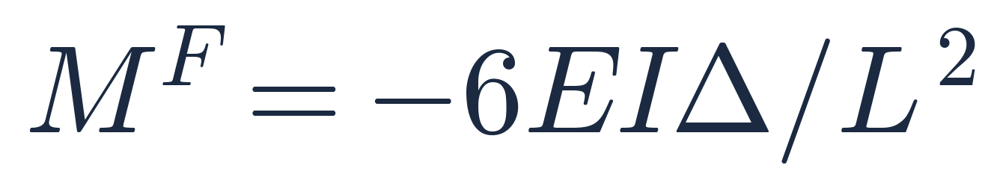 M^F = −6EIΔ/L^2